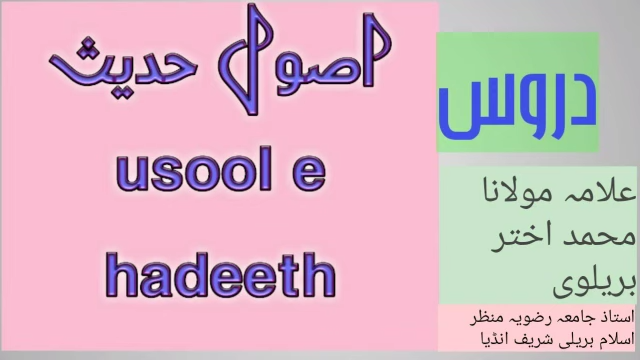 اصول حدیث
usool e
hadeeth
دروس
علامہ مولانا
محمد اختر
بریلوی
استاذ جامعہ رضویہ منظر
اسلام بریلی شریف انڈیا